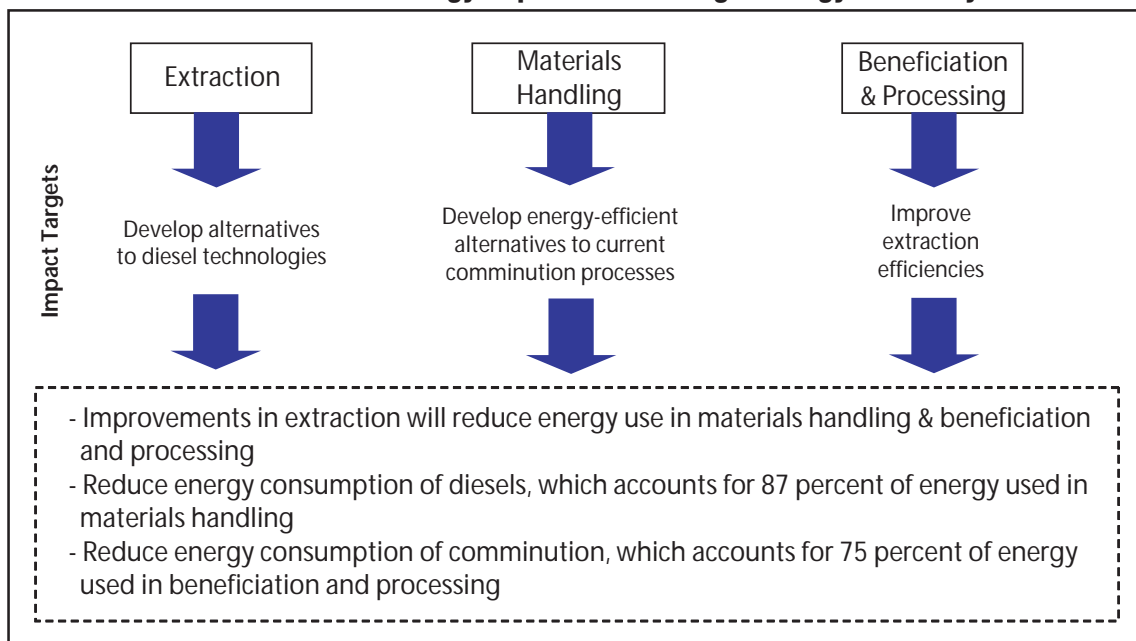 Extraction
Materials
Handling
Beneficiation
& Processing
Impact Targets
Develop alternatives
to diesel technologies
Develop energy-efficient
alternatives to current
comminution processes
Improve
extraction
efficiencies
- Improvements in extraction will reduce energy use in materials handling & beneficiation
and processing
- Reduce energy consumption of diesels, which accounts for 87 percent of energy used in
materials handling
- Reduce energy consumption of comminution, which accounts for 75 percent of energy
used in beneficiation and processing